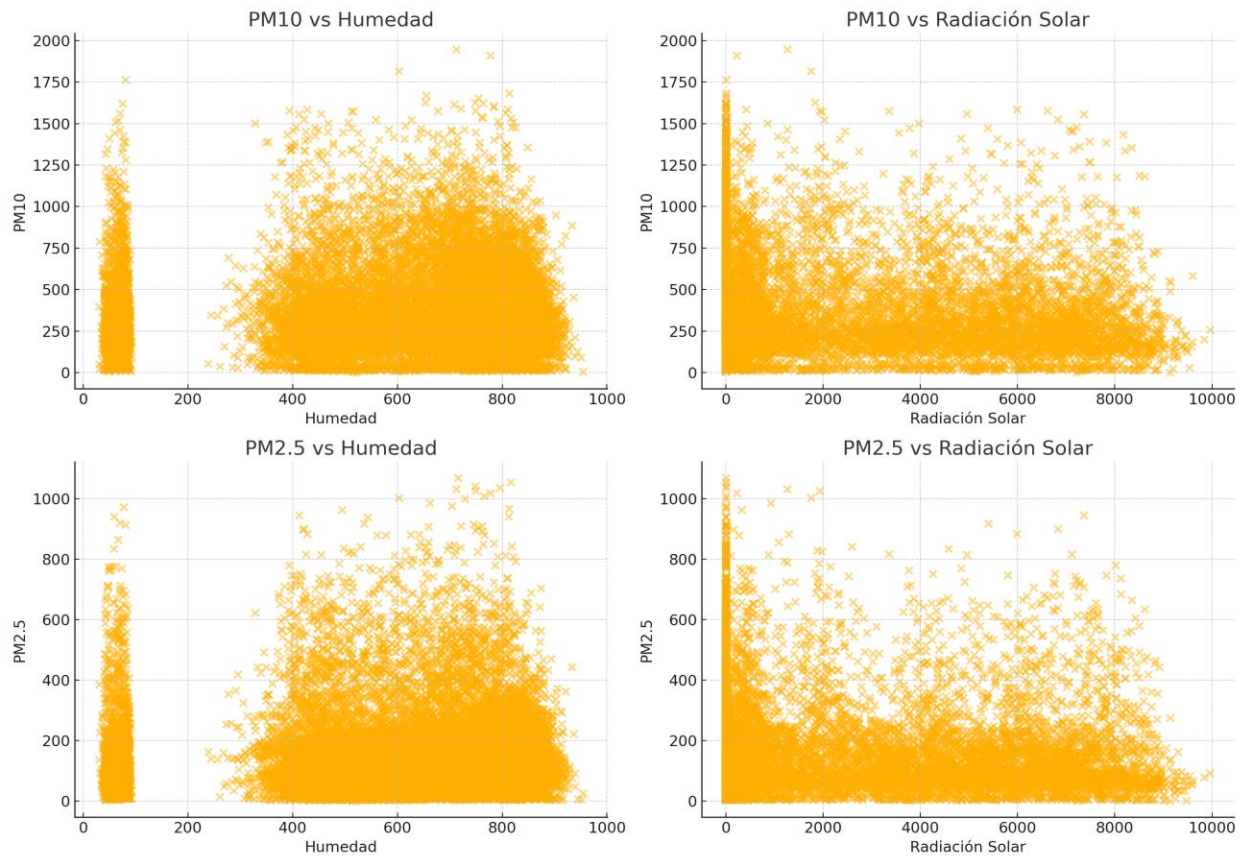 PM10 vs Humedad
PM10
2000
1750
1500
1250
1000
750
500
250
0
0 200 400 600 800 1000
Humedad
PM10 vs Radiación Solar
PM10
2000
1750
1500
1250
1000
750
500
250
0
0 2000 4000 6000 8000 10000
Radiación Solar
PM2.5 vs Humedad
PM2.5
1000
800
600
400
200
0
0 200 400 600 800 1000
Humedad
PM2.5 vs Radiación Solar
PM2.5
1000
800
600
400
200
0
0 2000 4000 6000 8000 10000
Radiación Solar